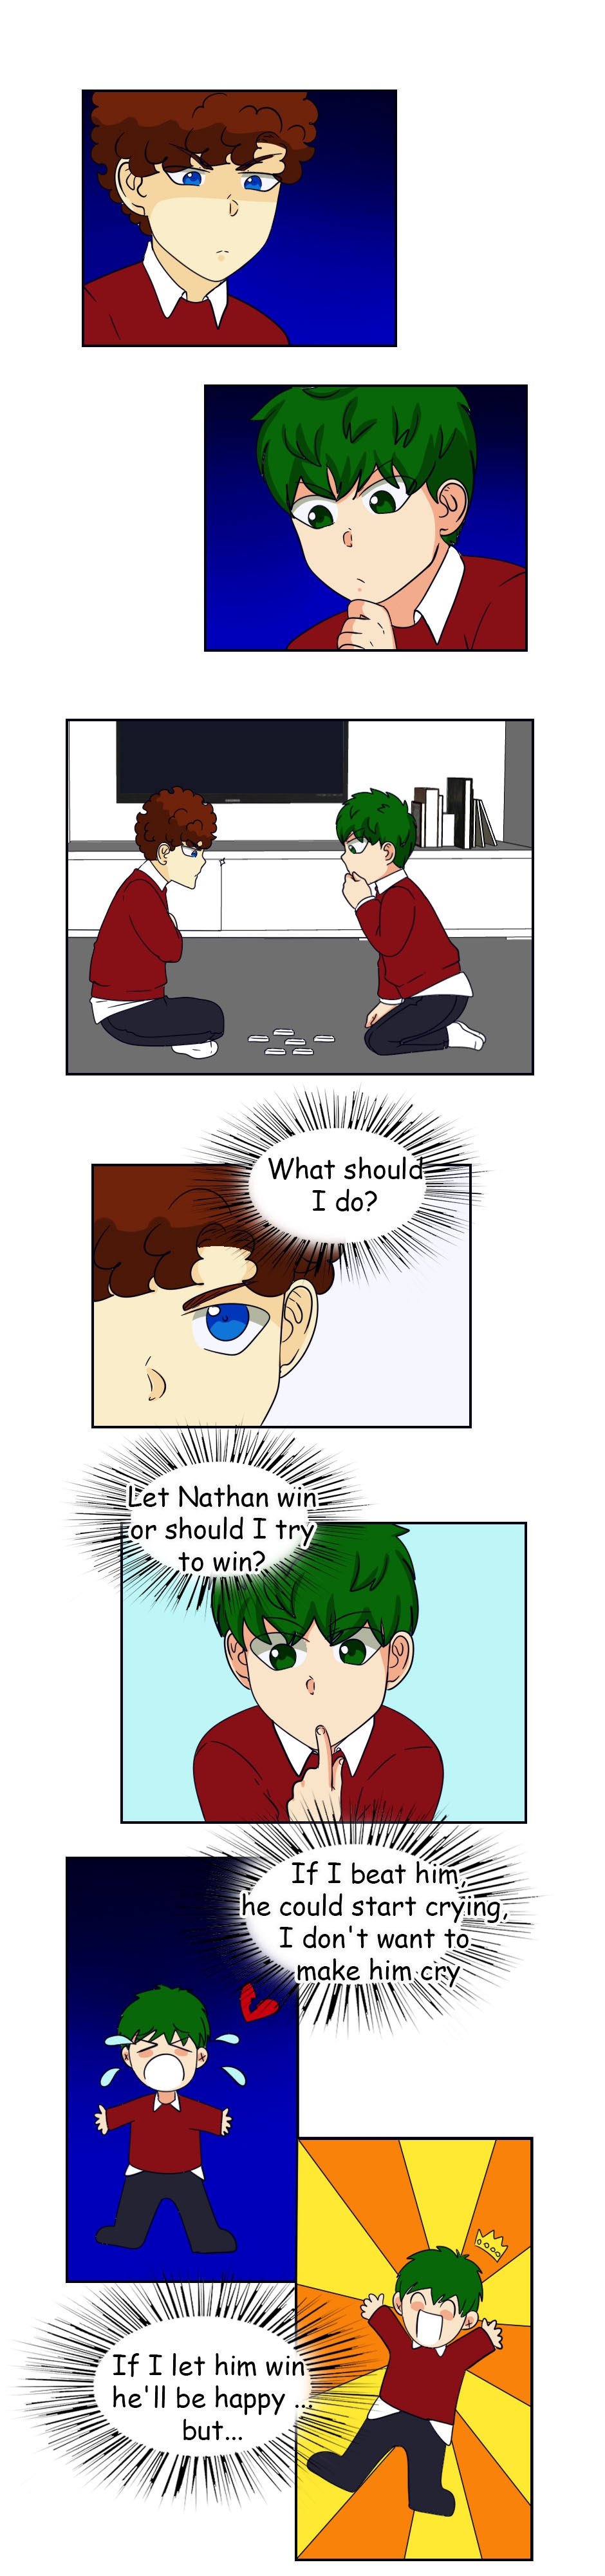 What should
I do?
Let Nathan win
or should I try
to win?
If I beat him,
he could start crying,
I don't want to
make him cry
If I let him win
he'll be happy ...
but...